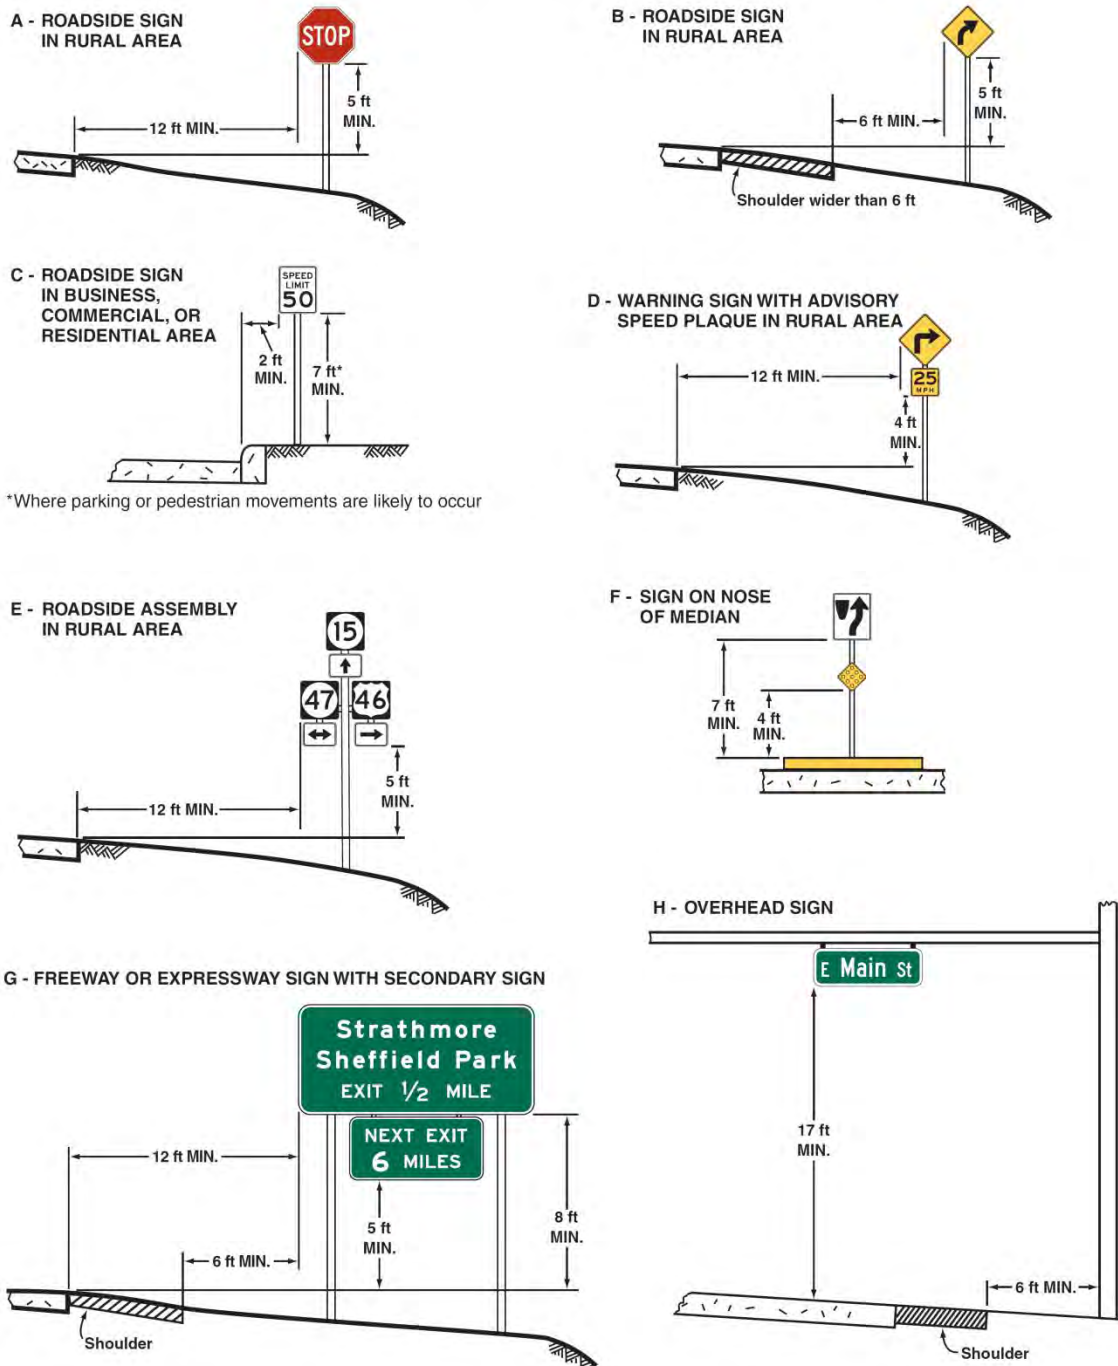 A - ROADSIDE SIGN
IN RURAL AREA
STOP
5 ft
MIN.
12 ft MIN.
B - ROADSIDE SIGN
IN RURAL AREA
5 ft
MIN.
6 ft MIN.
Shoulder wider than 6 ft
C - ROADSIDE SIGN
IN BUSINESS,
COMMERCIAL, OR
RESIDENTIAL AREA
SPEED
LIMIT
50
2 ft
MIN.
7 ft*
MIN.
*Where parking or pedestrian movements are likely to occur
D - WARNING SIGN WITH ADVISORY
SPEED PLAQUE IN RURAL AREA
12 ft MIN.
25
MPH
4 ft
MIN.
E - ROADSIDE ASSEMBLY
IN RURAL AREA
15
47
46
5 ft
MIN.
12 ft MIN.
F - SIGN ON NOSE
OF MEDIAN
7 ft
MIN.
4 ft
MIN.
G - FREEWAY OR EXPRESSWAY SIGN WITH SECONDARY SIGN
Strathmore
Sheffield Park
EXIT 1/2 MILE
NEXT EXIT
6 MILES
12 ft MIN.
6 ft MIN.
5 ft
MIN.
8 ft
MIN.
Shoulder
H - OVERHEAD SIGN
E Main St
17 ft
MIN.
6 ft MIN.
Shoulder